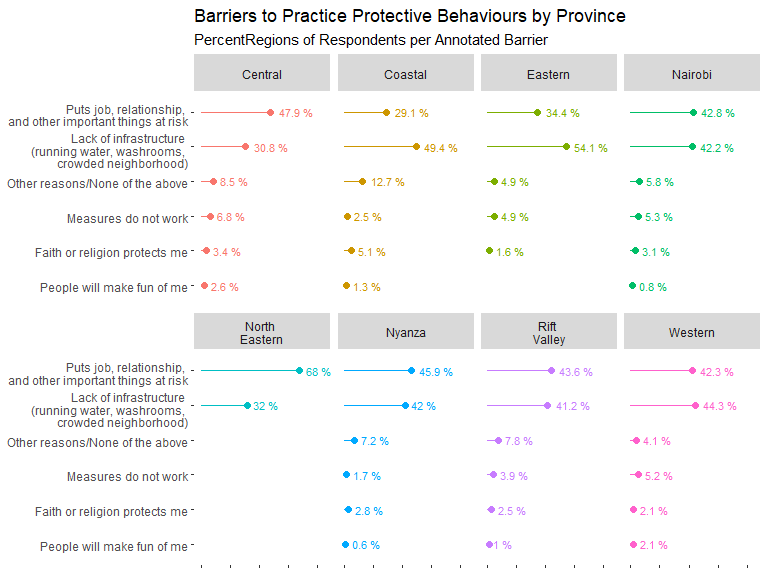 Barriers to Practice Protective Behaviours by Province
PercentRegions of Respondents per Annotated Barrier
Central
Coastal
Eastern
Nairobi
Puts job, relationship,
and other important things at risk
47.9 %
29.1 %
34.4 %
42.8 %
Lack of infrastructure
(running water, washrooms,
crowded neighborhood)
30.8 %
49.4 %
54.1 %
42.2 %
Other reasons/None of the above
8.5 %
12.7 %
4.9 %
5.8 %
Measures do not work
6.8 %
2.5 %
4.9 %
5.3 %
Faith or religion protects me
3.4 %
5.1 %
1.6 %
3.1 %
People will make fun of me
2.6 %
1.3 %
0.8 %
North
Eastern
Nyanza
Rift
Valley
Western
Puts job, relationship,
and other important things at risk
68 %
45.9 %
43.6 %
42.3 %
Lack of infrastructure
(running water, washrooms,
crowded neighborhood)
32 %
42 %
41.2 %
44.3 %
Other reasons/None of the above
7.2 %
7.8 %
4.1 %
Measures do not work
1.7 %
3.9 %
5.2 %
Faith or religion protects me
2.8 %
2.5 %
2.1 %
People will make fun of me
0.6 %
1 %
2.1 %